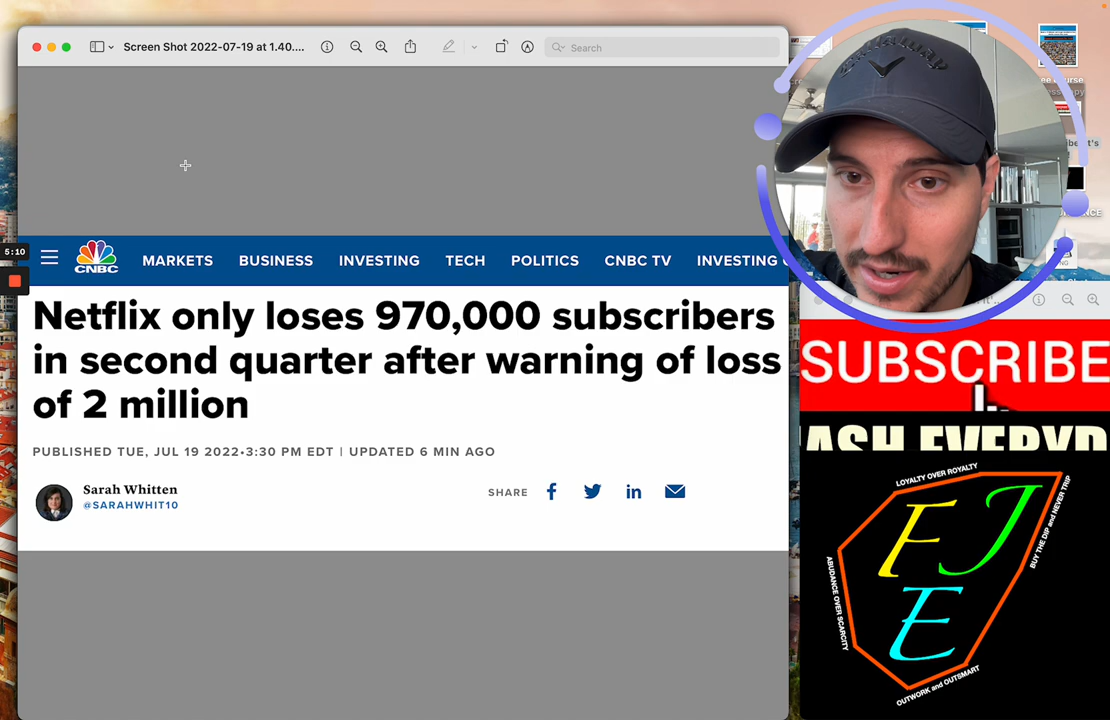 Screen Shot 2022-07-19 at 1.40....
Search
5:10
CNBC
MARKETS BUSINESS INVESTING TECH POLITICS CNBC TV INVESTING
Netflix only loses 970,000 subscribers
in second quarter after warning of loss
of 2 million
PUBLISHED TUE, JUL 19 2022•3:30 PM EDT | UPDATED 6 MIN AGO
Sarah Whitten
@SARAHWHIT10
SHARE
SUBSCRIBE
LOYALTY OVER ROYALTY
BUY THE DIP and NEVER TRIP
ABUDANCE OVER SCARCITY
FJ
E
OUTWORK and OUTSMART